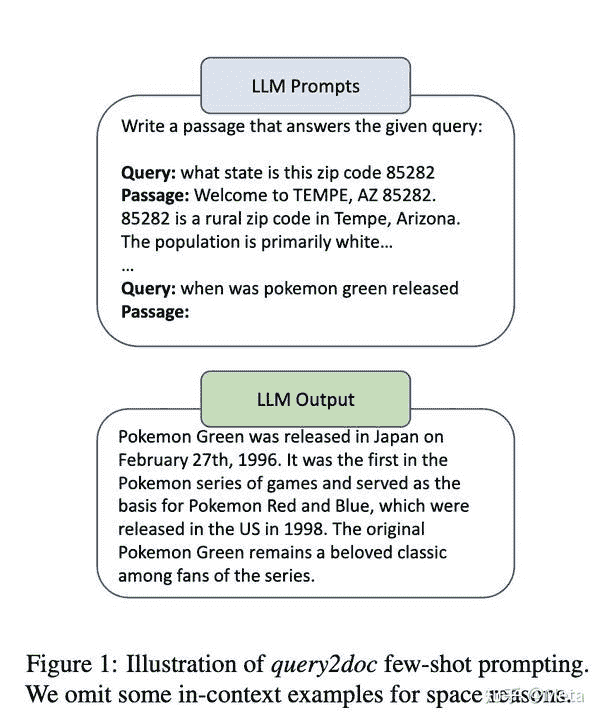 LLM Prompts
Write a passage that answers the given query:
Query: what state is this zip code 85282
Passage: Welcome to TEMPE, AZ 85282.
85282 is a rural zip code in Tempe, Arizona.
The population is primarily white...
...
Query: when was pokemon green released
Passage:
LLM Output
Pokemon Green was released in Japan on
February 27th, 1996. It was the first in the
Pokemon series of games and served as the
basis for Pokemon Red and Blue, which were
released in the US in 1998. The original
Pokemon Green remains a beloved classic
among fans of the series.
Figure 1: Illustration of query2doc few-shot prompting.
We omit some in-context examples for space reasons.